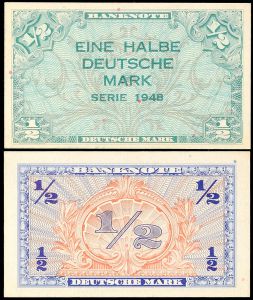 BANKNOTE
1/2 1/2
EINE HALBE
DEUTSCHE
MARK
SERIE 1948
1/2 1/2
DEUTSCHE MARK
BANKNOTE
1/2 1/2
1/2
1/2 1/2
DEUTSCHE MARK